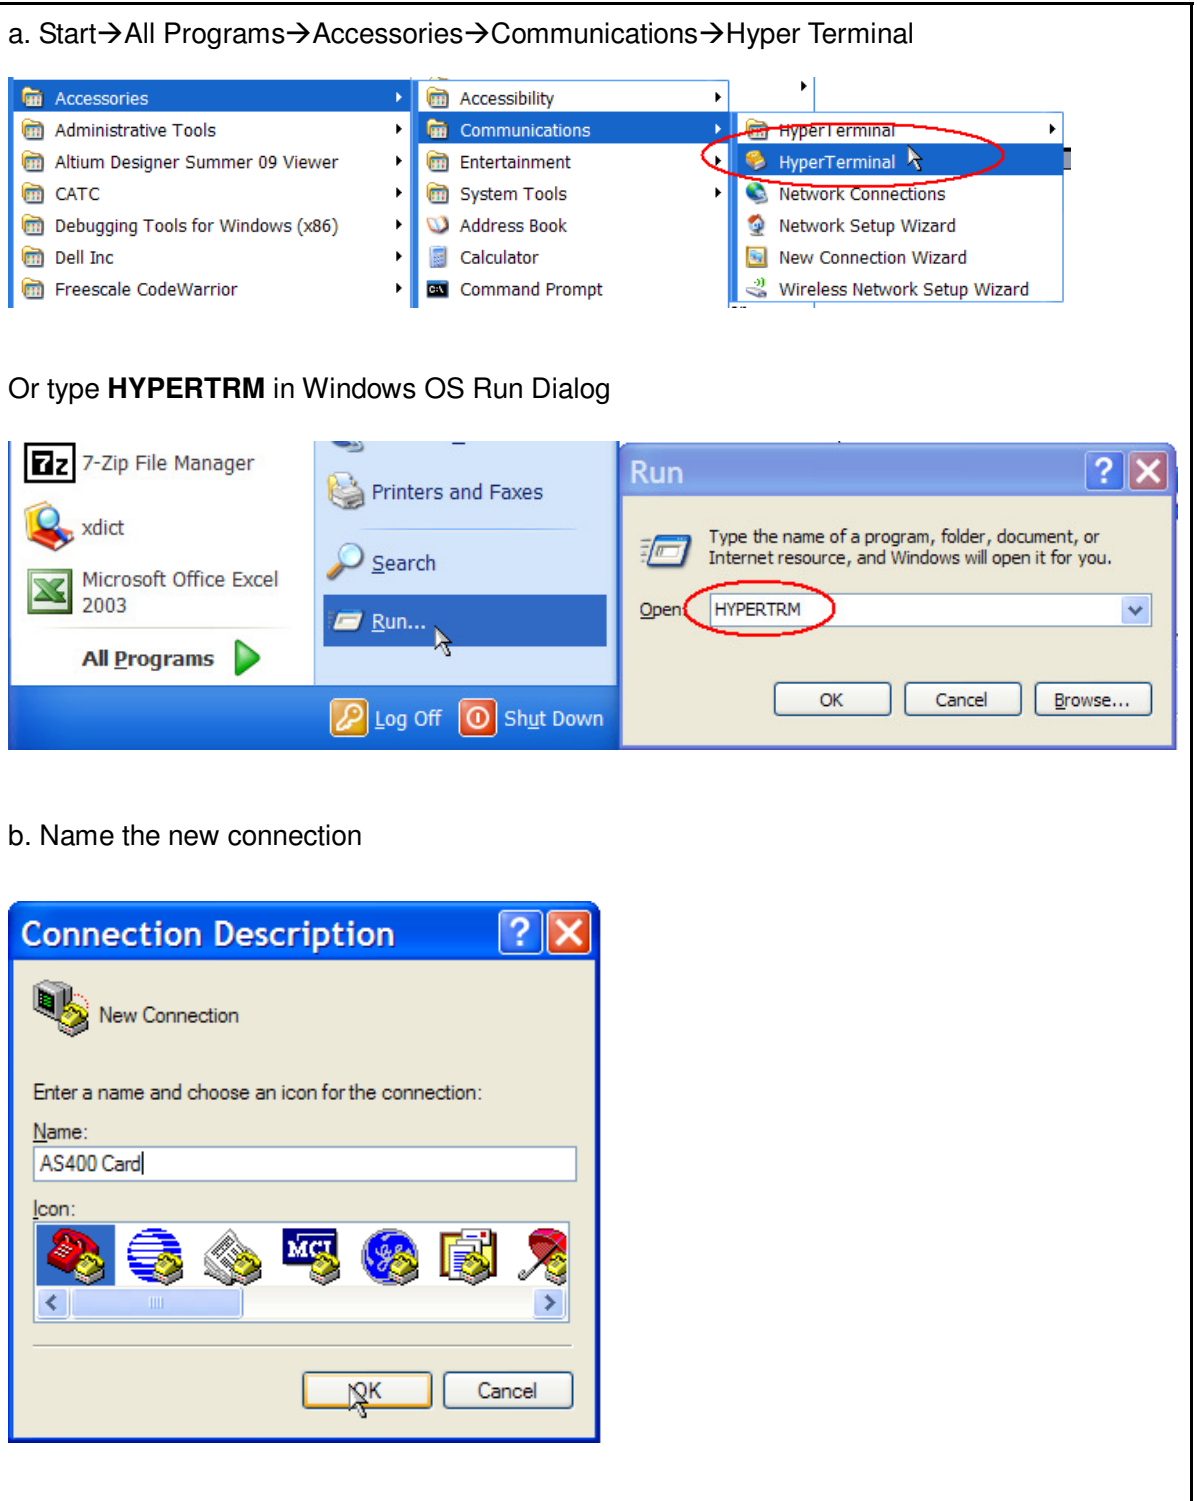 a. Start→All Programs→Accessories→Communications→Hyper Terminal
Accessories
Administrative Tools
Altium Designer Summer 09 Viewer
CATC
Debugging Tools for Windows (x86)
Dell Inc
Freescale CodeWarrior
Accessibility
Communications
Entertainment
System Tools
Address Book
Calculator
Command Prompt
HyperTerminal
HyperTerminal
Network Connections
Network Setup Wizard
New Connection Wizard
Wireless Network Setup Wizard
Or type HYPERTRM in Windows OS Run Dialog
7-Zip File Manager
xdict
Microsoft Office Excel
2003
All Programs
Printers and Faxes
Search
Run...
Log Off
Shut Down
Run
Type the name of a program, folder, document, or
Internet resource, and Windows will open it for you.
Open: HYPERTRM
OK Cancel Browse...
b. Name the new connection
Connection Description
New Connection
Enter a name and choose an icon for the connection:
Name:
AS400 Card
Icon:
MCI
OK Cancel